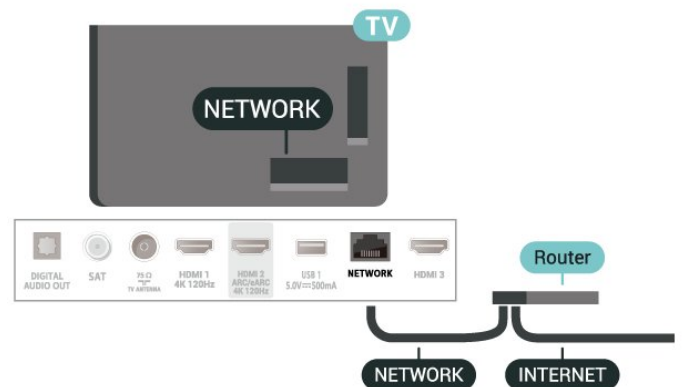 TV
NETWORK
DIGITAL
AUDIO OUT
SAT
75 Ω
TV ANTENNA
HDMI 1
4K 120Hz
HDMI 2
ARC/eARC
4K 120Hz
USB 1
5.0V⎓500mA
NETWORK
HDMI 3
Router
NETWORK
INTERNET